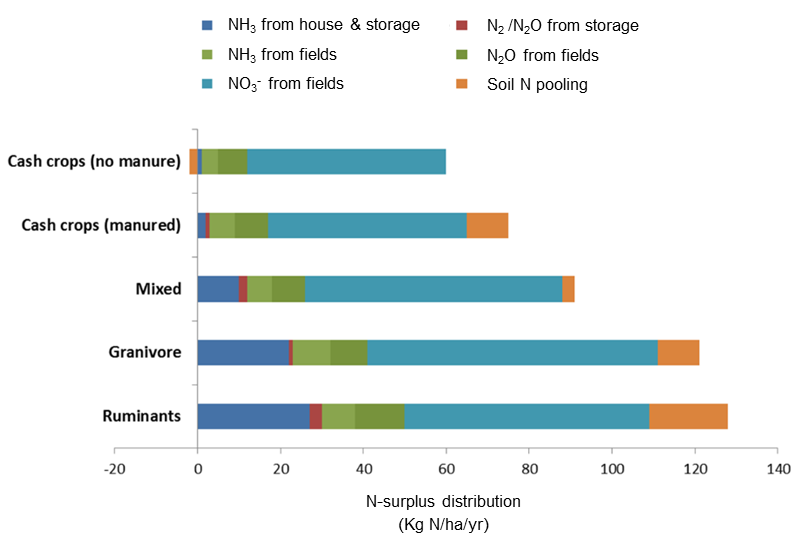 NH₃ from house & storage
N₂ /N₂O from storage
NH₃ from fields
N₂O from fields
NO₃⁻ from fields
Soil N pooling
Cash crops (no manure)
Cash crops (manured)
Mixed
Granivore
Ruminants
-20 0 20 40 60 80 100 120 140
N-surplus distribution
(Kg N/ha/yr)